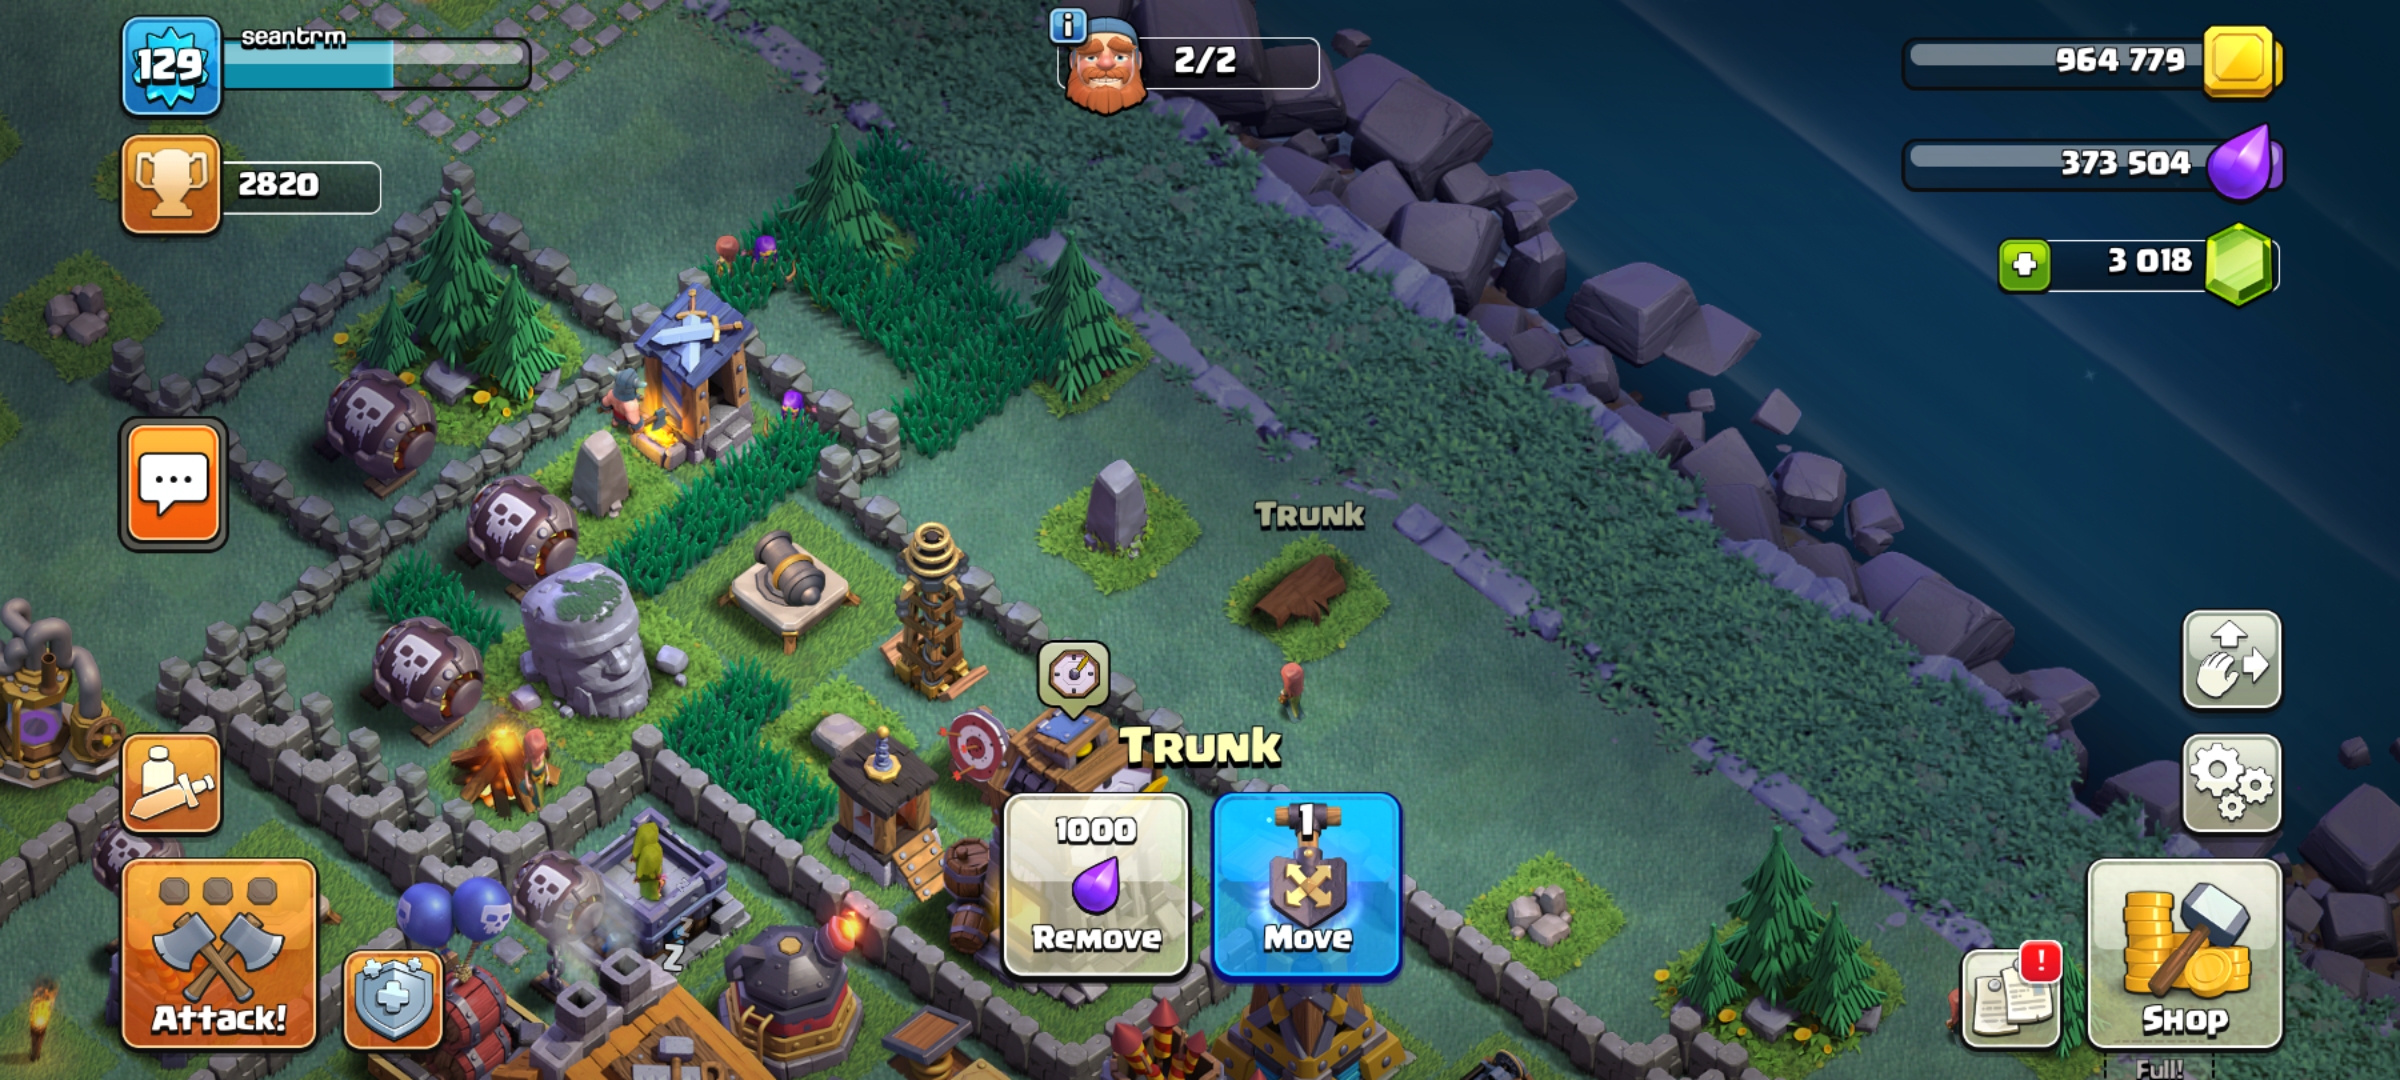 129
seantrm
2/2
964 779
2820
373 504
3 018
Trunk
Trunk
1000
Remove
1
Move
z
Z
Attack!
!
Shop
Full!